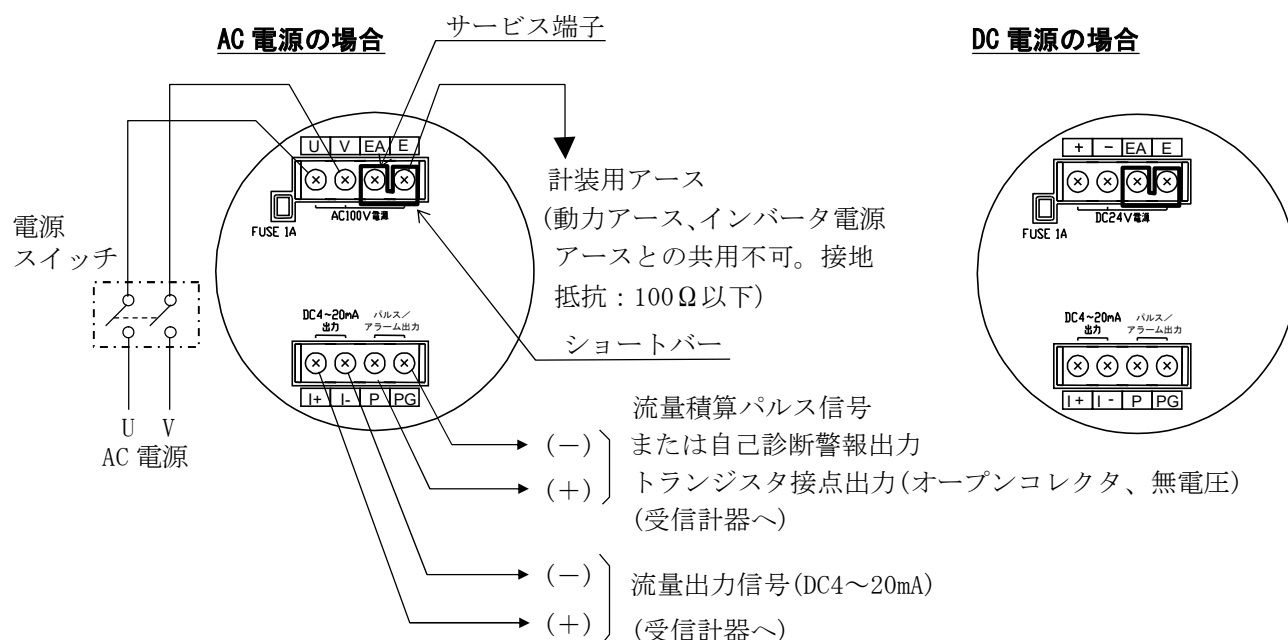 AC 電源の場合
サービス端子
DC 電源の場合
U V EA E
AC100V電源
FUSE 1A
計装用アース
(動力アース、インバータ電源
アースとの共用不可。接地
抵抗：100Ω以下)
ショートバー
電源
スイッチ
U V
AC 電源
DC4~20mA
出力
パルス／
アラーム出力
I+ I- P PG
+ - EA E
DC24V電源
FUSE 1A
DC4~20mA
出力
パルス／
アラーム出力
I+ I- P PG
流量積算パルス信号
(－) または自己診断警報出力
(＋) トランジスタ接点出力(オープンコレクタ、無電圧)
(受信計器へ)
(－) 流量出力信号(DC4～20mA)
(＋) (受信計器へ)